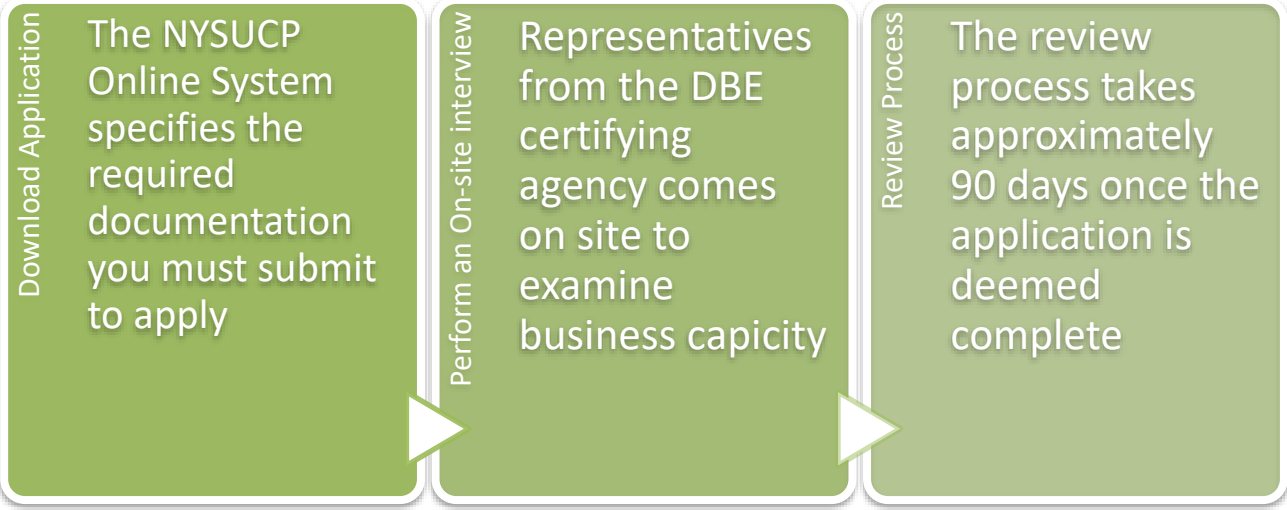 Download Application
The NYSUCP
Online System
specifies the
required
documentation
you must submit
to apply
Perform an On-site interview
Representatives
from the DBE
certifying
agency comes
on site to
examine
business capicity
Review Process
The review
process takes
approximately
90 days once the
application is
deemed
complete